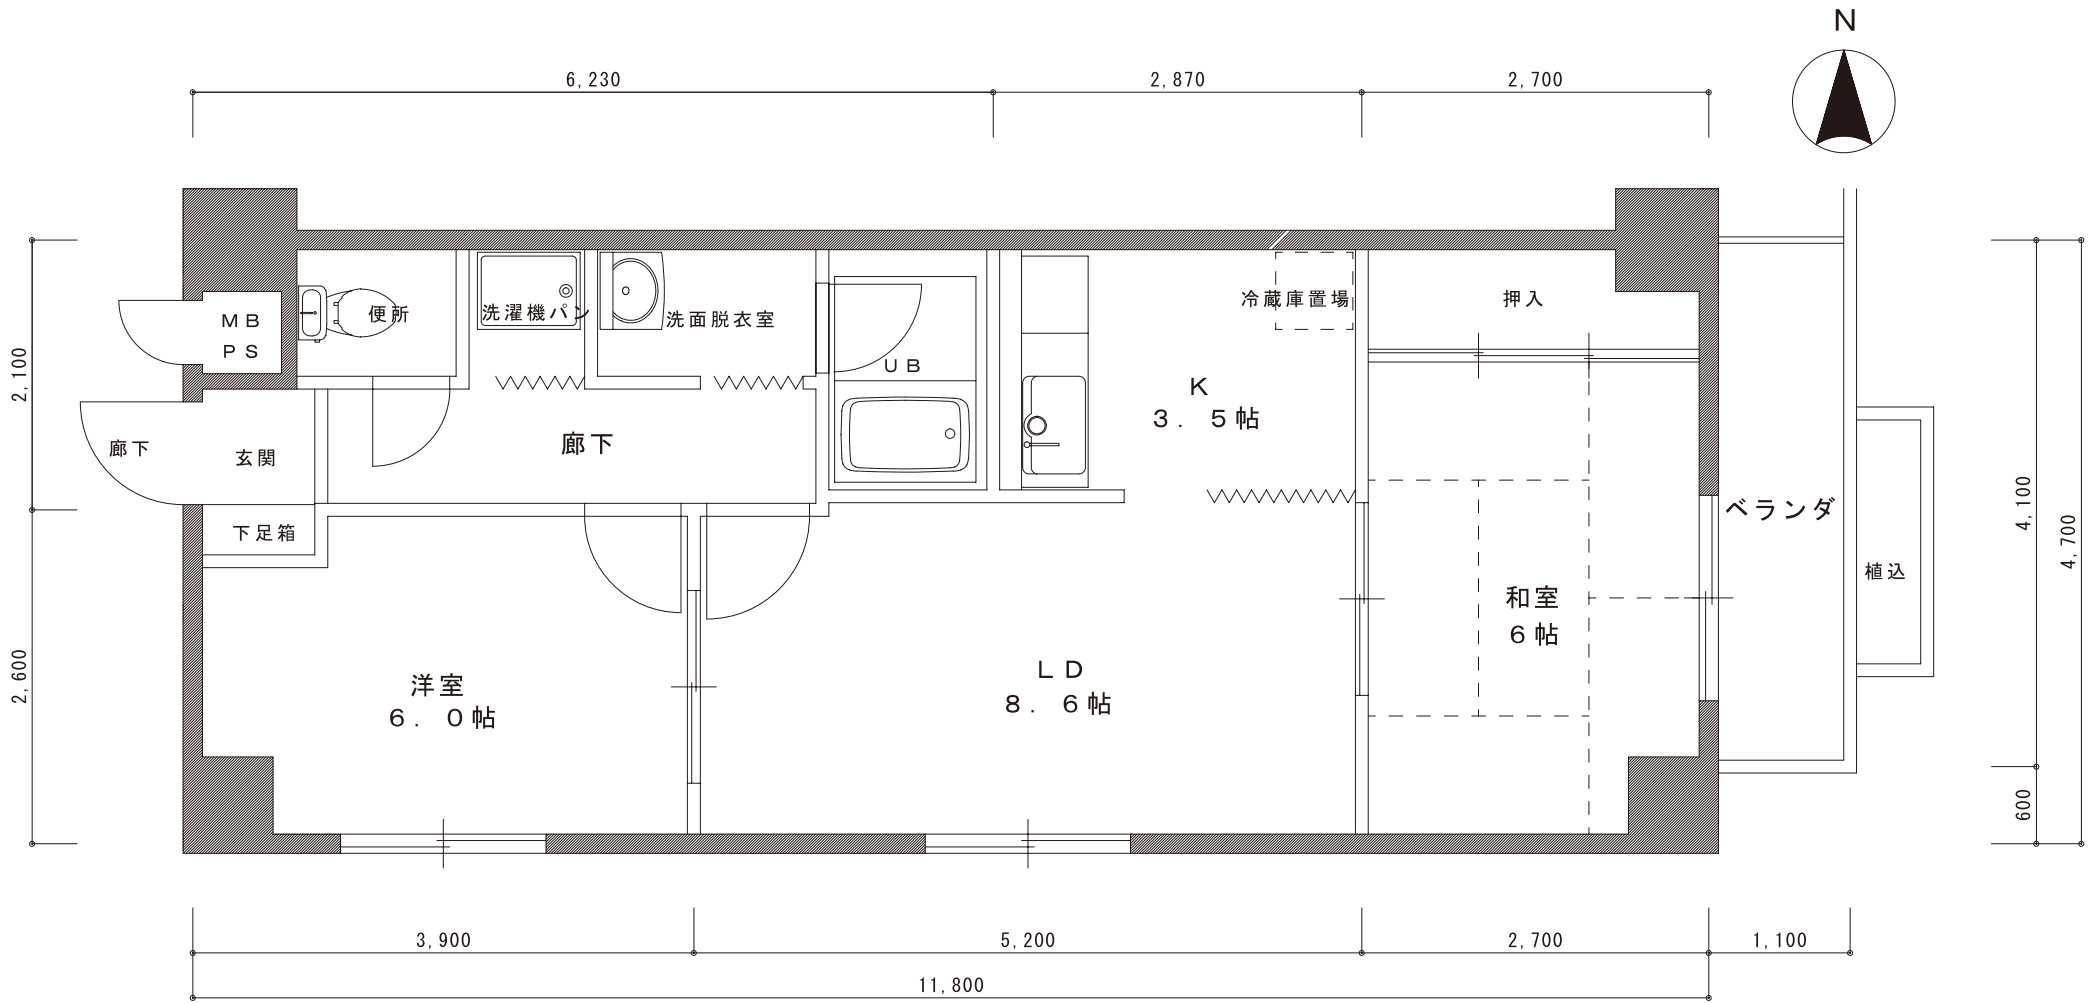 N
6,230
2,870
2,700
MB
PS
便所
洗濯機パン
洗面脱衣室
UB
冷蔵庫置場
押入
K
3.5帖
廊下
玄関
廊下
下足箱
ベランダ
植込
和室
6帖
LD
8.6帖
洋室
6.0帖
2,100
2,600
4,100
4,700
600
3,900
5,200
2,700
1,100
11,800